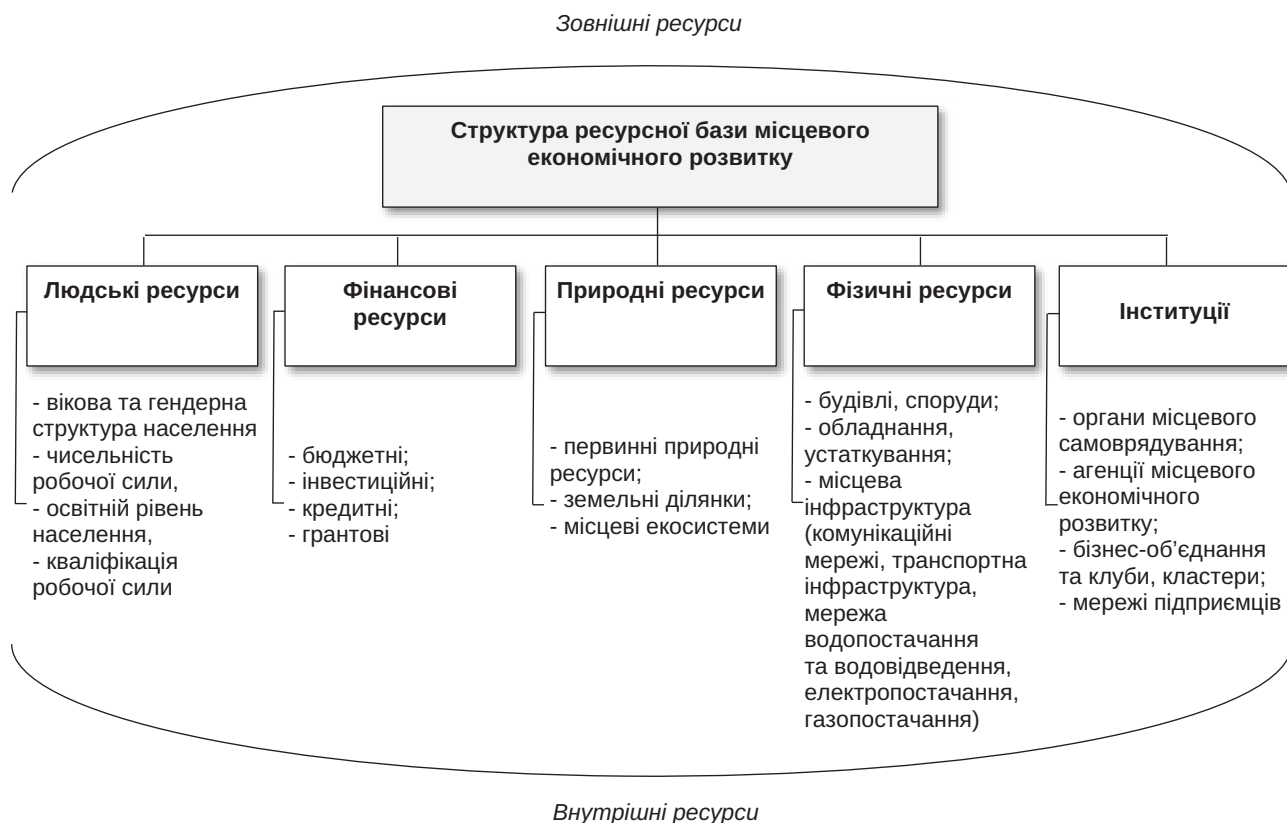 Зовнішні ресурси
Структура ресурсної бази місцевого
економічного розвитку
Людські ресурси
- вікова та гендерна
структура населення
- чисельність
робочої сили,
- освітній рівень
населення,
- кваліфікація
робочої сили
Фінансові
ресурси
- бюджетні;
- інвестиційні;
- кредитні;
- грантові
Природні ресурси
- первинні природні
ресурси;
- земельні ділянки;
- місцеві екосистеми
Фізичні ресурси
- будівлі, споруди;
- обладнання,
устаткування;
- місцева
інфраструктура
(комунікаційні
мережі, транспортна
інфраструктура,
мережа
водопостачання
та водовідведення,
електропостачання,
газопостачання)
Інституції
- органи місцевого
самоврядування;
- агенції місцевого
економічного
розвитку;
- бізнес-об’єднання
та клуби, кластери;
- мережі підприємців
Внутрішні ресурси